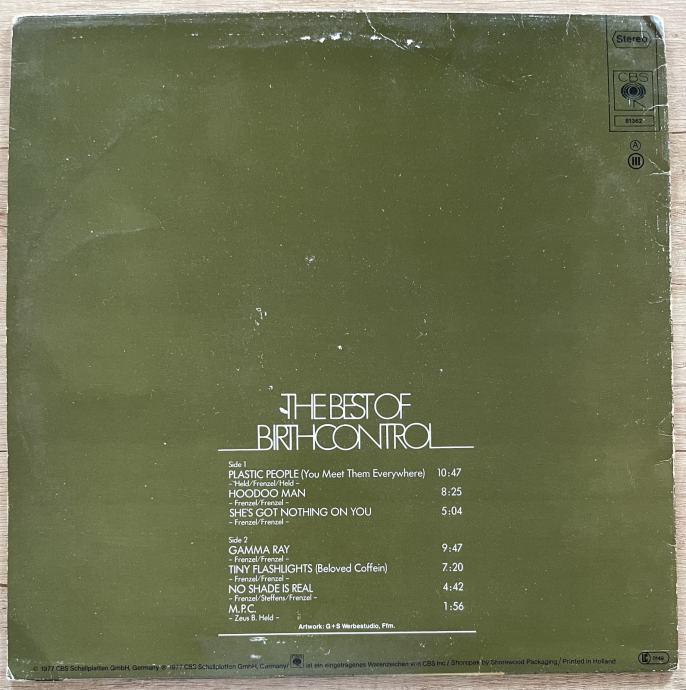 Stereo
CBS
81362
A
III
THE BEST OF
BIRTHCONTROL
Side 1
PLASTIC PEOPLE (You Meet Them Everywhere) 10:47
– Held/Frenzel/Held –
HOODOO MAN 8:25
– Frenzel/Frenzel –
SHE'S GOT NOTHING ON YOU 5:04
– Frenzel/Frenzel –
Side 2
GAMMA RAY 9:47
– Frenzel/Frenzel –
TINY FLASHLIGHTS (Beloved Coffein) 7:20
– Frenzel/Frenzel –
NO SHADE IS REAL 4:42
– Frenzel/Steffens/Frenzel –
M.P.C. 1:56
– Zeus B. Held –
Artwork: G+S Werbestudio, Ffm.
© 1977 CBS Schallplatten GmbH, Germany ℗ 1977 CBS Schallplatten GmbH, Germany/ ist ein eingetragenes Warenzeichen von CBS Inc / Shorepak by Shorewood Packaging / Printed in Holland